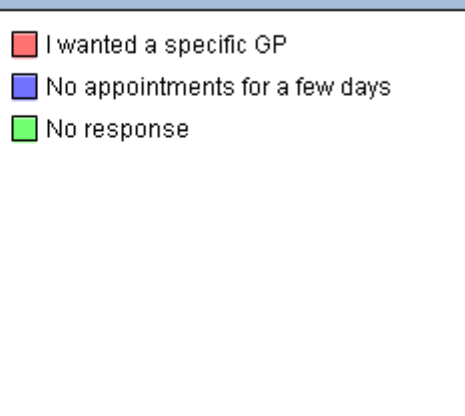 I wanted a specific GP
No appointments for a few days
No response